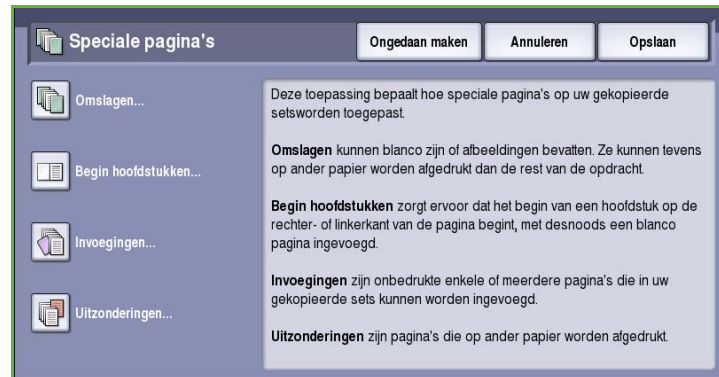 Speciale pagina's
Ongedaan maken
Annuleren
Opslaan
Omslagen...
Begin hoofdstukken...
Invoegingen...
Uitzonderingen...
Deze toepassing bepaalt hoe speciale pagina's op uw gekopieerde
setsworden toegepast.
Omslagen kunnen blanco zijn of afbeeldingen bevatten. Ze kunnen tevens
op ander papier worden afgedrukt dan de rest van de opdracht.
Begin hoofdstukken zorgt ervoor dat het begin van een hoofdstuk op de
rechter- of linkerkant van de pagina begint, met desnoods een blanco
pagina ingevoegd.
Invoegingen zijn onbedrukte enkele of meerdere pagina's die in uw
gekopieerde sets kunnen worden ingevoegd.
Uitzonderingen zijn pagina's die op ander papier worden afgedrukt.